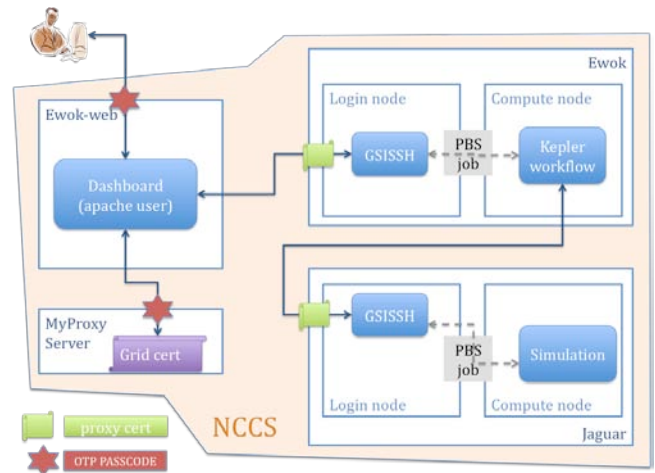 Ewok
Ewok-web
Login node
Compute node
Dashboard
(apache user)
GSISSH
PBS
job
Kepler
workflow
MyProxy
Server
Grid cert
GSISSH
PBS
job
Simulation
Login node
Compute node
Jaguar
proxy cert
NCCS
OTP PASSCODE